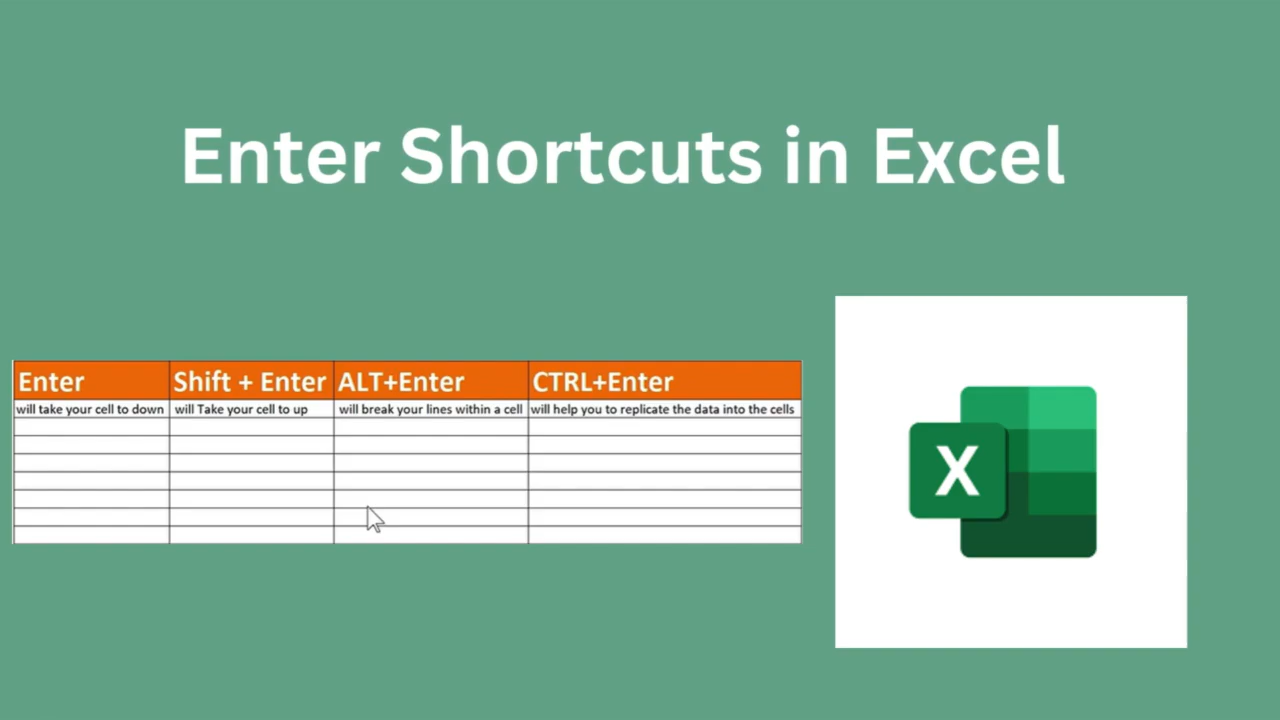 Enter Shortcuts in Excel
Enter Shift + Enter ALT+Enter CTRL+Enter
will take your cell to down will Take your cell to up will break your lines within a cell will help you to replicate the data into the cells
X